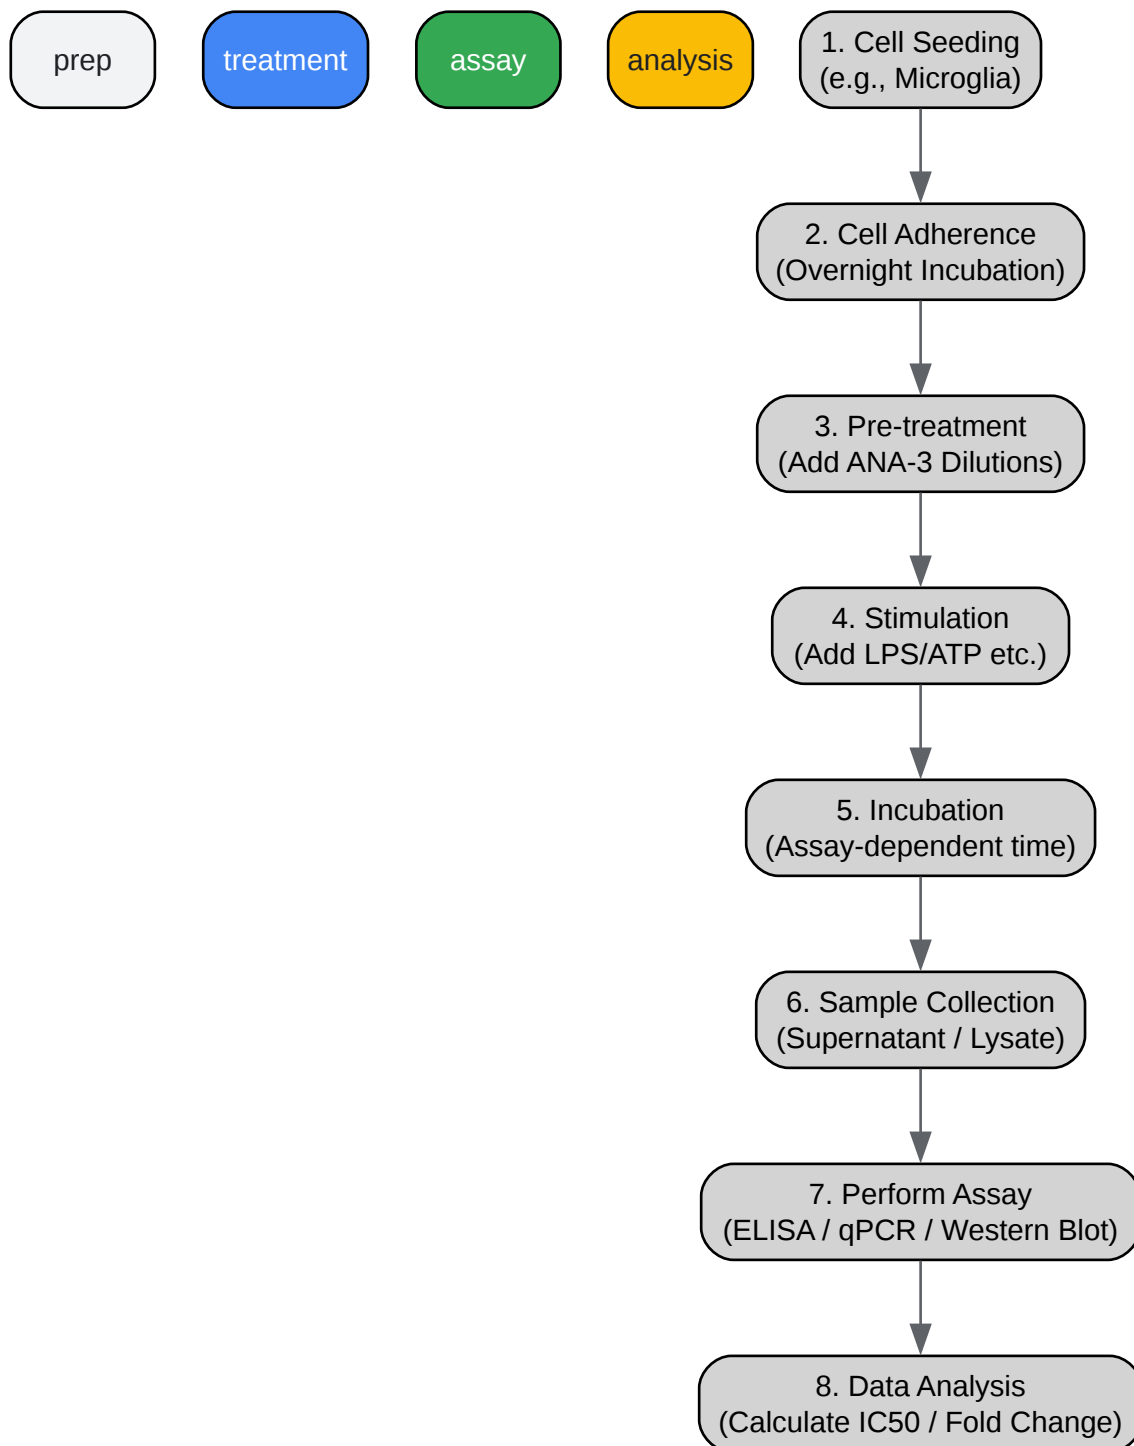 prep
treatment
assay
analysis
1. Cell Seeding
(e.g., Microglia)
2. Cell Adherence
(Overnight Incubation)
3. Pre-treatment
(Add ANA-3 Dilutions)
4. Stimulation
(Add LPS/ATP etc.)
5. Incubation
(Assay-dependent time)
6. Sample Collection
(Supernatant / Lysate)
7. Perform Assay
(ELISA / qPCR / Western Blot)
8. Data Analysis
(Calculate IC50 / Fold Change)